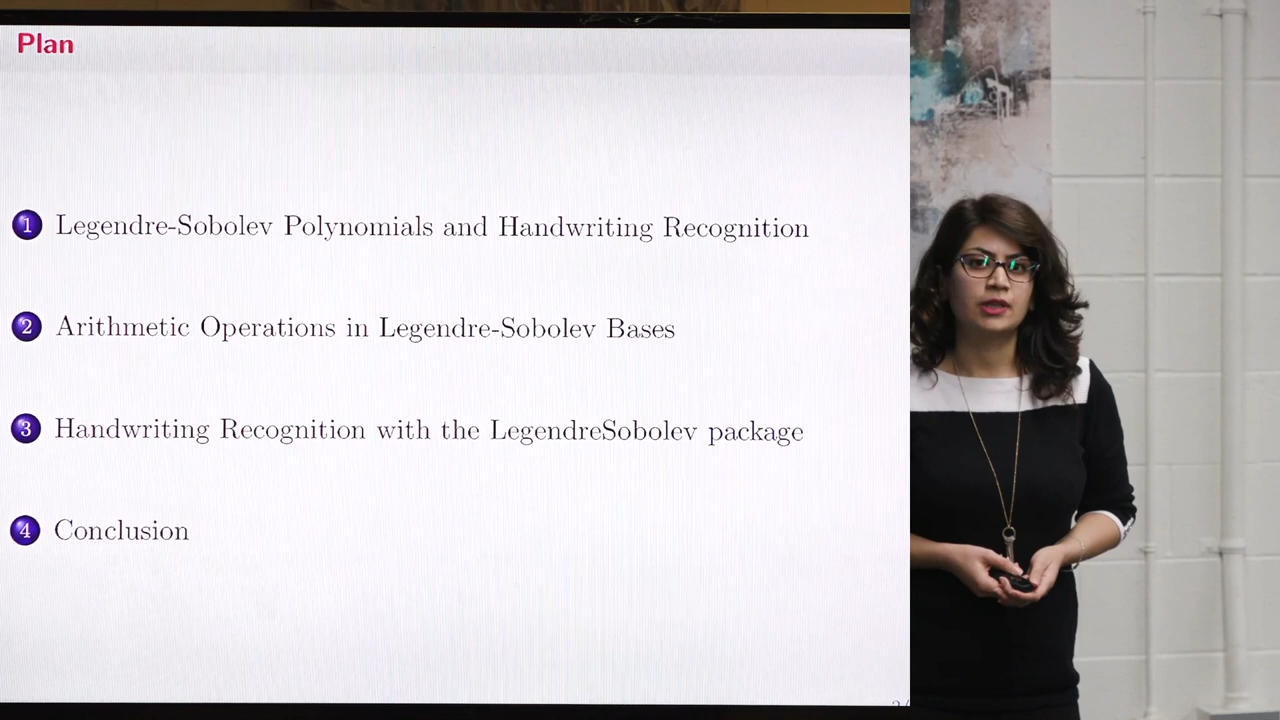 Plan
1 Legendre-Sobolev Polynomials and Handwriting Recognition
2 Arithmetic Operations in Legendre-Sobolev Bases
3 Handwriting Recognition with the LegendreSobolev package
4 Conclusion